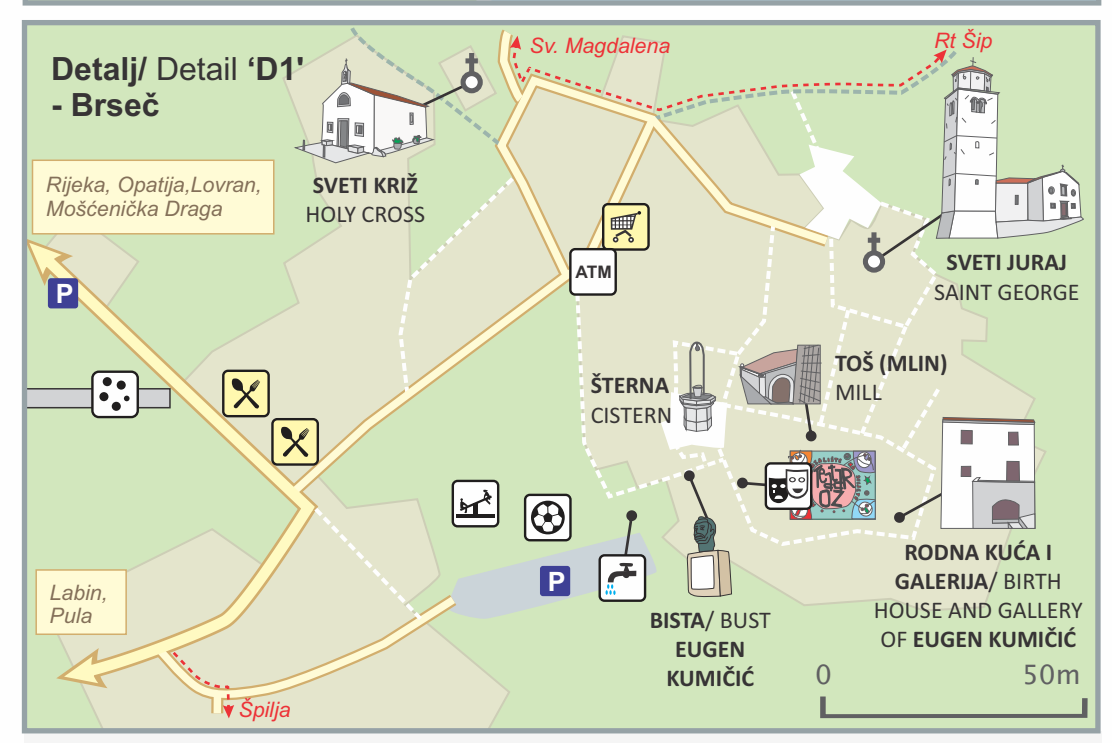 Detalj/ Detail ‘D1'
- Brseč
Sv. Magdalena
Rt Šip
SVETI KRIŽ
HOLY CROSS
Rijeka, Opatija,Lovran,
Mošćenička Draga
P
ATM
SVETI JURAJ
SAINT GEORGE
ŠTERNA
CISTERN
TOŠ (MLIN)
MILL
P
BISTA/ BUST
EUGEN
KUMIČIĆ
RODNA KUĆA I
GALERIJA/ BIRTH
HOUSE AND GALLERY
OF EUGEN KUMIČIĆ
Labin,
Pula
Špilja
0 50m